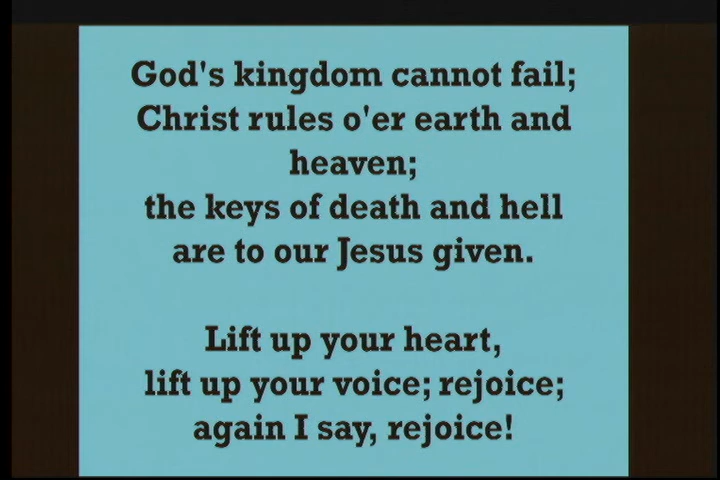 God's kingdom cannot fail;
Christ rules o'er earth and
heaven;
the keys of death and hell
are to our Jesus given.
Lift up your heart,
lift up your voice; rejoice;
again I say, rejoice!